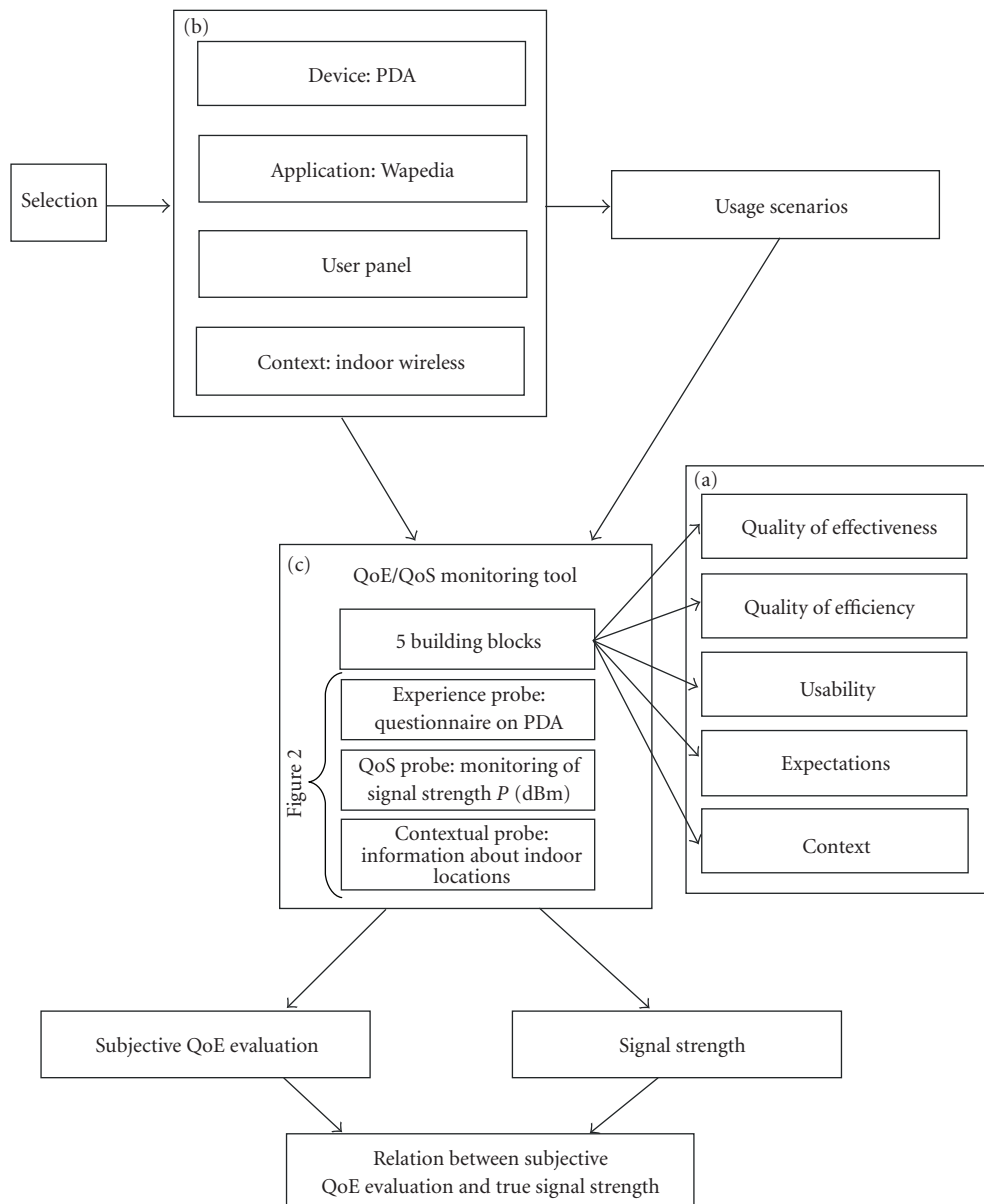 (b)
Device: PDA
Application: Wapedia
User panel
Context: indoor wireless
Selection
Usage scenarios
(a)
Quality of effectiveness
Quality of efficiency
Usability
Expectations
Context
(c)
QoE/QoS monitoring tool
5 building blocks
Figure 2
Experience probe:
questionnaire on PDA
QoS probe: monitoring of
signal strength P (dBm)
Contextual probe:
information about indoor
locations
Subjective QoE evaluation
Signal strength
Relation between subjective
QoE evaluation and true signal strength